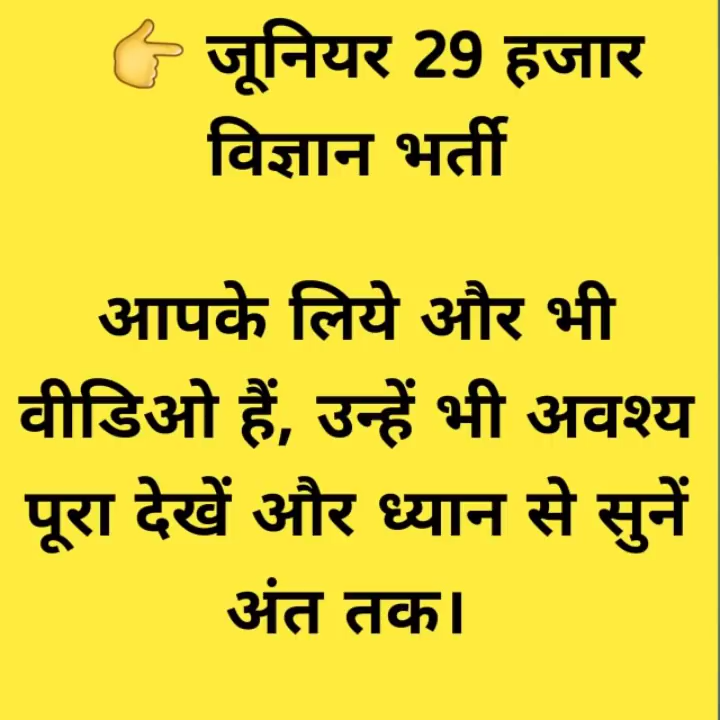 👉 जूनियर 29 हजार
विज्ञान भर्ती
आपके लिये और भी
वीडिओ हैं, उन्हें भी अवश्य
पूरा देखें और ध्यान से सुनें
अंत तक।